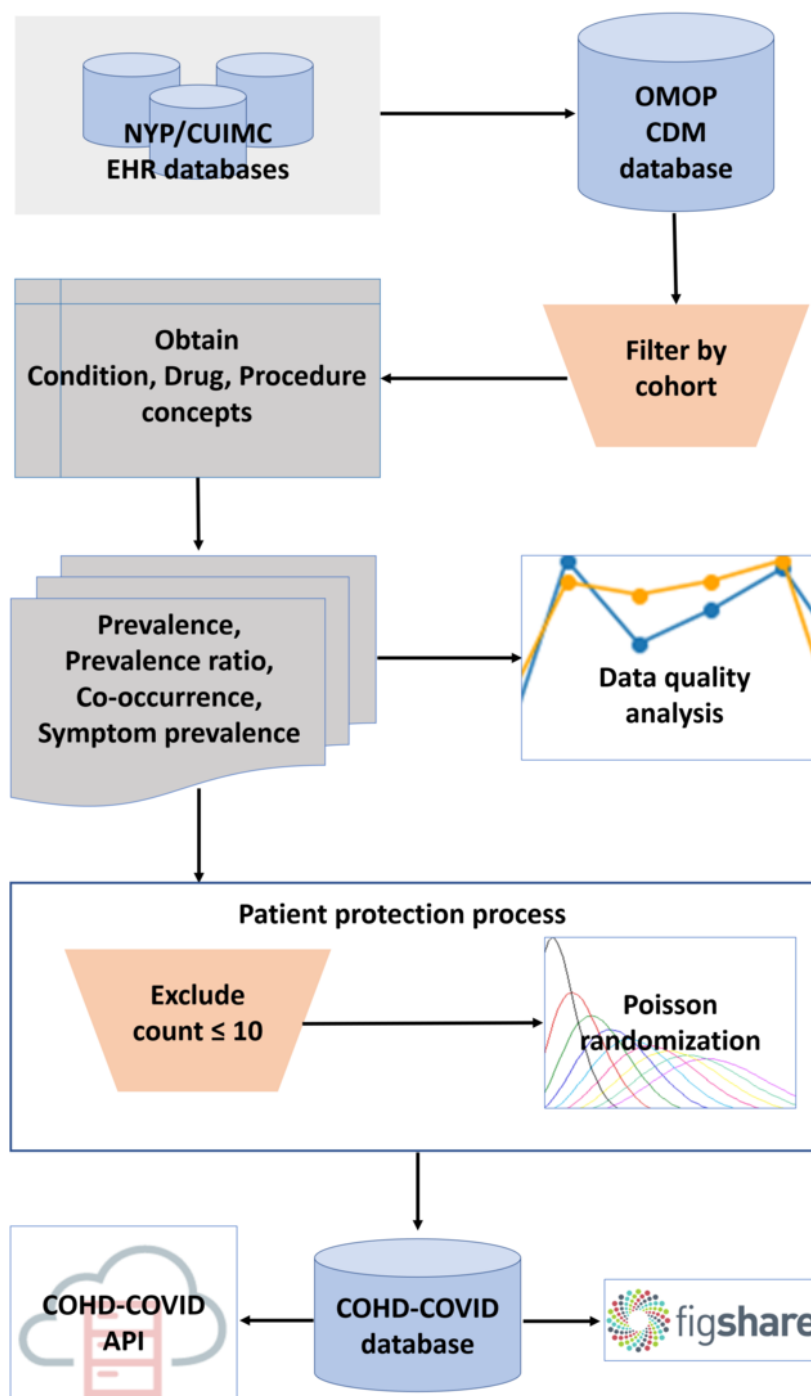 NYP/CUIMC
EHR databases
OMOP
CDM
database
Filter by
cohort
Obtain
Condition, Drug, Procedure
concepts
Prevalence,
Prevalence ratio,
Co-occurrence,
Symptom prevalence
Data quality
analysis
Patient protection process
Exclude
count ≤ 10
Poisson
randomization
COHD-COVID
API
COHD-COVID
database
figshare